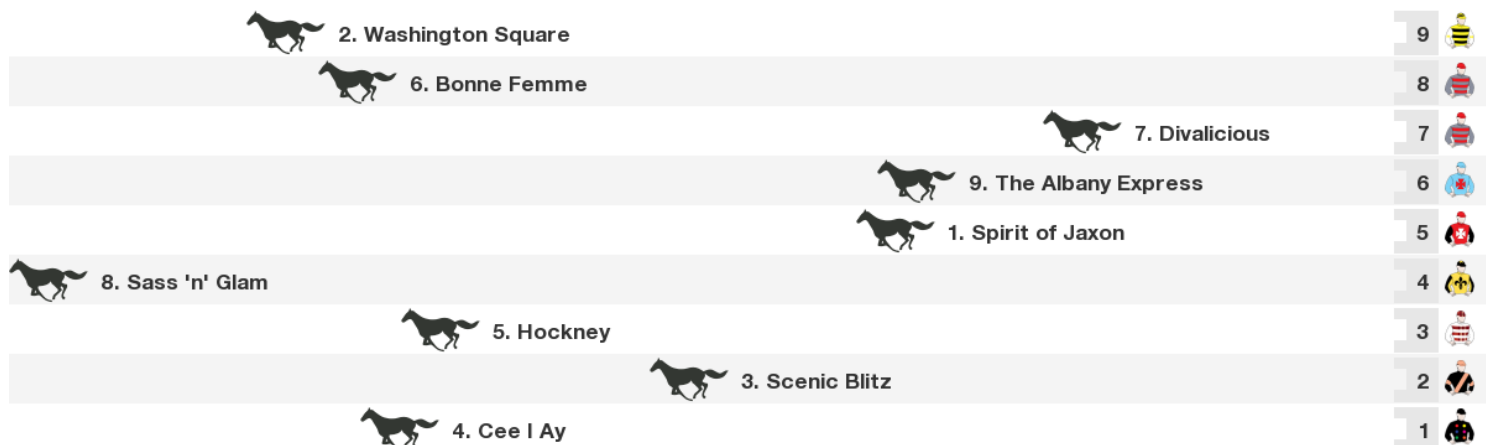 2. Washington Square 9
6. Bonne Femme 8
7. Divalicious 7
9. The Albany Express 6
1. Spirit of Jaxon 5
8. Sass 'n' Glam 4
5. Hockney 3
3. Scenic Blitz 2
4. Cee I Ay 1